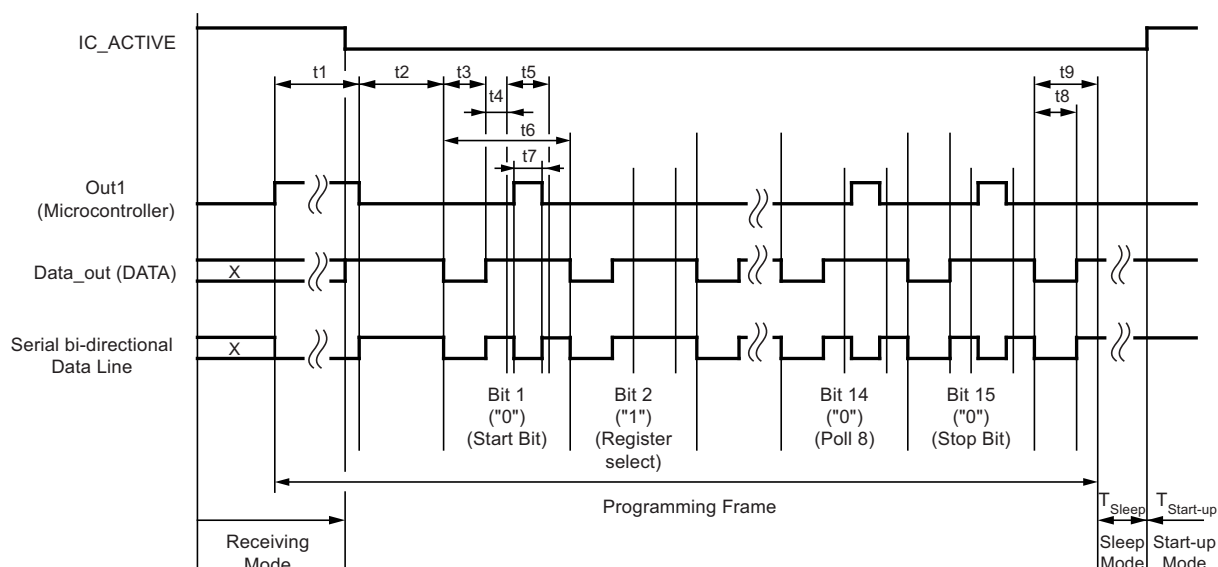 IC_ACTIVE
t1
t2
t3
t5
t9
t4
t8
t6
t7
Out1
(Microcontroller)
Data_out (DATA)
X
Serial bi-directional
Data Line
X
Bit 1
("0")
(Start Bit)
Bit 2
("1")
(Register
select)
Bit 14
("0")
(Poll 8)
Bit 15
("0")
(Stop Bit)
Programming Frame
TSleep
TStart-up
Receiving
Mode
Sleep
Mode
Start-up
Mode